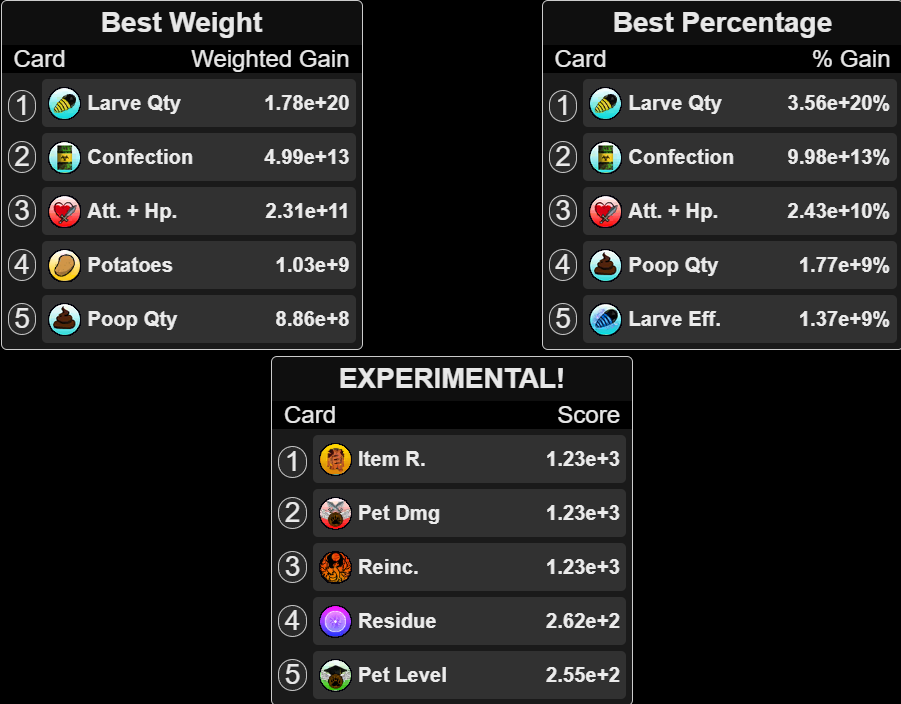 Best Weight
Card Weighted Gain
1 Larve Qty 1.78e+20
2 Confection 4.99e+13
3 Att. + Hp. 2.31e+11
4 Potatoes 1.03e+9
5 Poop Qty 8.86e+8
Best Percentage
Card % Gain
1 Larve Qty 3.56e+20%
2 Confection 9.98e+13%
3 Att. + Hp. 2.43e+10%
4 Poop Qty 1.77e+9%
5 Larve Eff. 1.37e+9%
EXPERIMENTAL!
Card Score
1 Item R. 1.23e+3
2 Pet Dmg 1.23e+3
3 Reinc. 1.23e+3
4 Residue 2.62e+2
5 Pet Level 2.55e+2